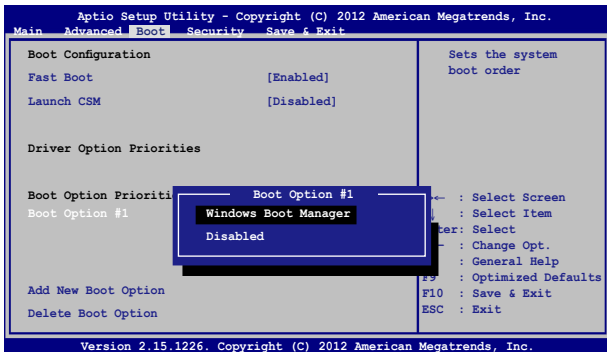 Aptio Setup Utility - Copyright (C) 2012 American Megatrends, Inc.
Main Advanced Boot Security Save & Exit
Boot Configuration
Fast Boot [Enabled]
Launch CSM [Disabled]
Driver Option Priorities
Boot Option
Boot Option #1
Boot Option #1
Windows Boot Manager
Disabled
Add New Boot Option
Delete Boot Option
Sets the system
boot order
: Select Screen
: Select Item
: Select
: Change Opt.
: General Help
F9 : Optimized Defaults
F10 : Save & Exit
ESC : Exit
Version 2.15.1226. Copyright (C) 2012 American Megatrends, Inc.